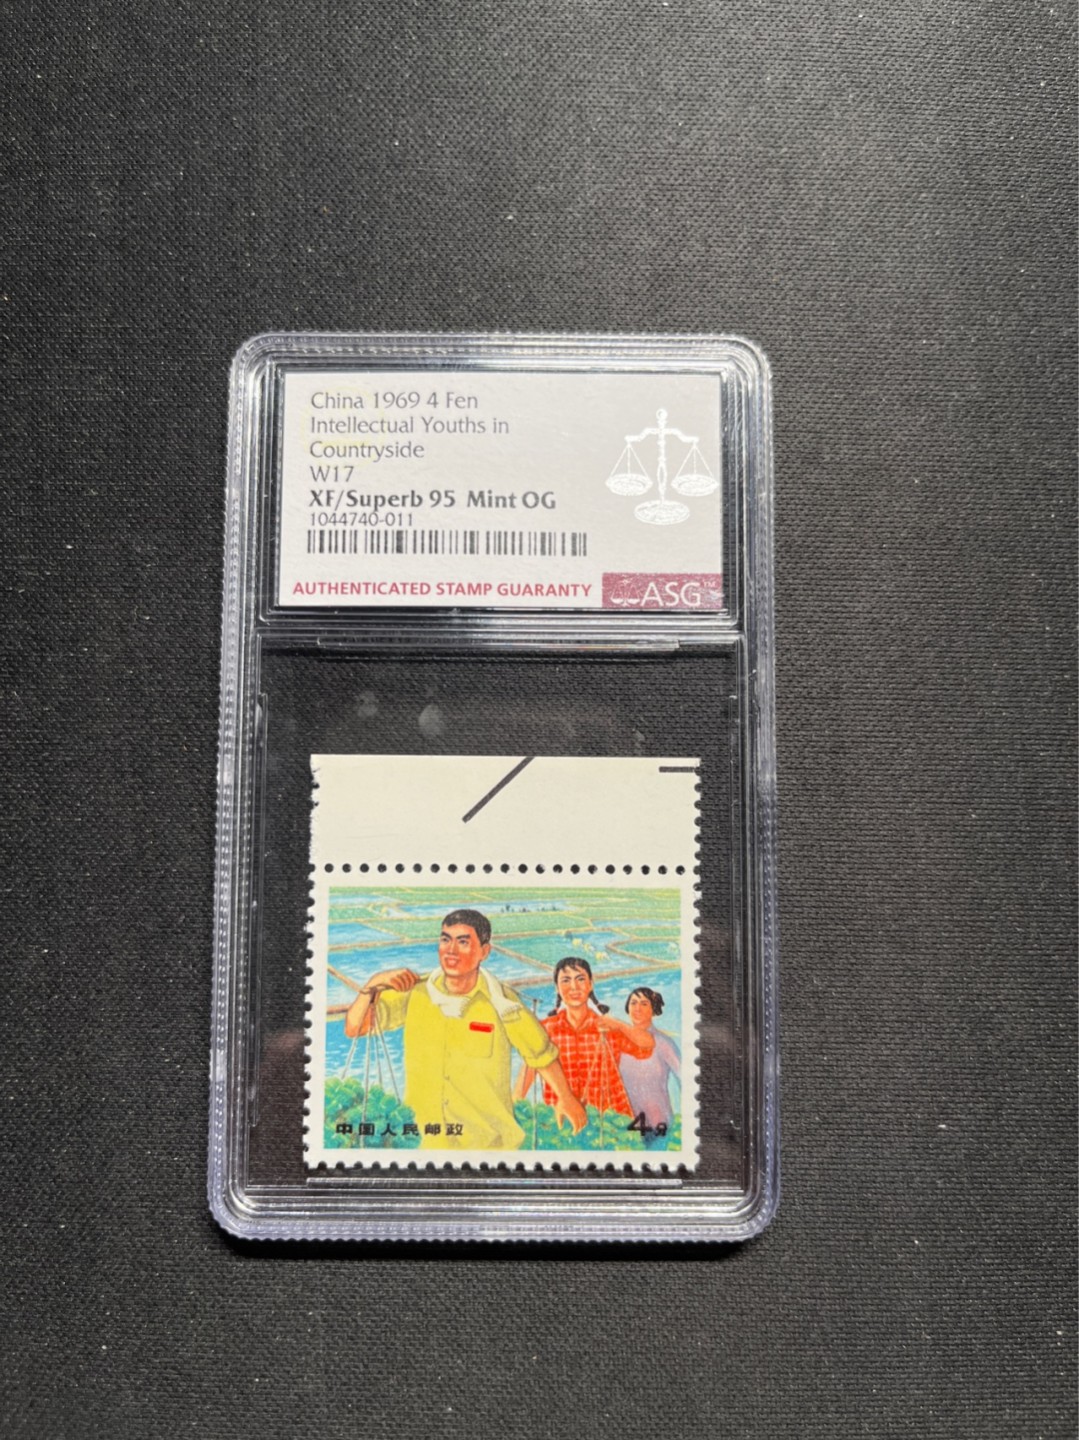 China 1969 4 Fen
Intellectual Youths in
Countryside
W17
XF/Superb 95 Mint OG
1044740-011
AUTHENTICATED STAMP GUARANTY ASG™
中国人民邮政
4分